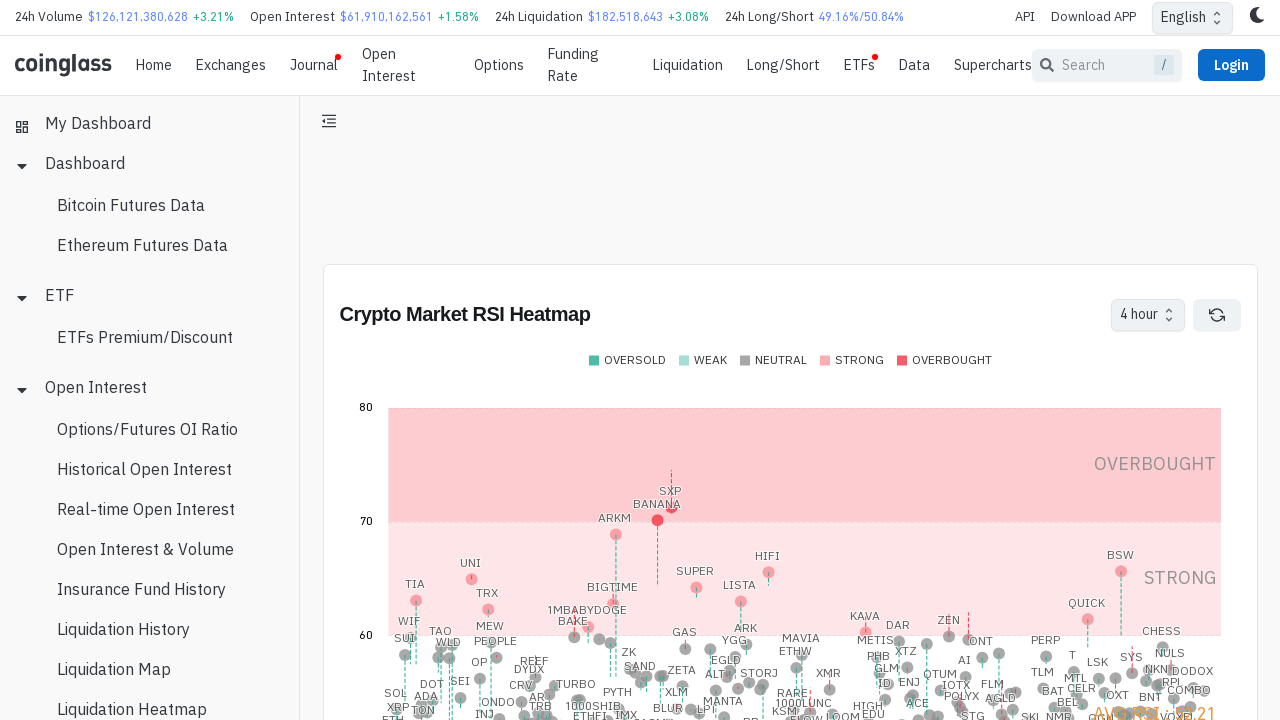 24h Volume $126,121,380,628 +3.21% Open Interest $61,910,162,561 +1.58% 24h Liquidation $182,518,643 +3.08% 24h Long/Short 49.16%/50.84% API Download APP English
coinglass Home Exchanges Journal Open Interest Options Funding Rate Liquidation Long/Short ETFs Data Supercharts Search / Login
My Dashboard
Dashboard
Bitcoin Futures Data
Ethereum Futures Data
ETF
ETFs Premium/Discount
Open Interest
Options/Futures OI Ratio
Historical Open Interest
Real-time Open Interest
Open Interest & Volume
Insurance Fund History
Liquidation History
Liquidation Map
Liquidation Heatmap
Crypto Market RSI Heatmap 4 hour
OVERSOLD WEAK NEUTRAL STRONG OVERBOUGHT
80
OVERBOUGHT
SXP
BANANA
70
ARKM
BSW
HIFI
UNI
SUPER
STRONG
TIA
BIGTIME
LISTA
TRX
QUICK
1MBABYDOGE
KAVA
WIF
BAKE
ZEN
MEW
DAR
ARK
60
TAO
GAS
CHESS
SUI
WLD
PEOPLE
YGG
MAVIA
METIS
ONT
PERP
ZK
ETHW
XTZ
NULS
PHB
SYS
OP
REEF
EGLD
AI
LSK
DYDX
SAND
ZETA
GLM
NKN
ALT
STORJ
XMR
QTUM
TLM
MTL
T
DODOX
SEI
DOT
CRV
TURBO
ID
ENJ
IOTX
FLM
CELR
COMBO
SOL
ADA
PYTH
XLM
RARE
POLYX
AGLD
BAT
OXT
BNT
XRP
TRB
1000SHIB
MANTA
1000LUNC
ACE
BEL
TON
INJ
ONDO
ETHFI
IMX
BLUR
KSM
HIGH
EDU
STG
NMR
VOXEL
ETH
LOOM
AVG RSI : 51.21